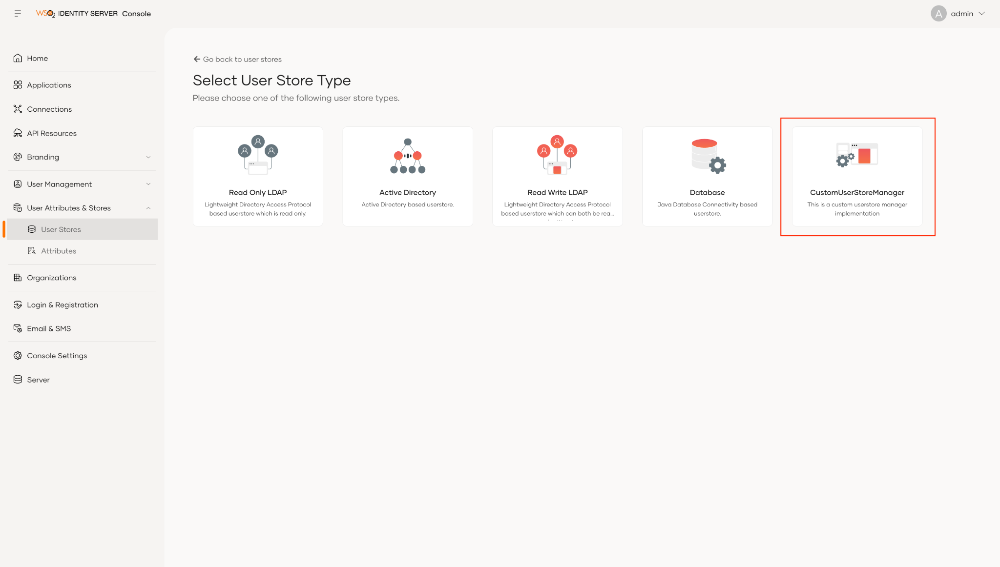 WSO2 IDENTITY SERVER Console
A admin
Home
Applications
Connections
API Resources
Branding
User Management
User Attributes & Stores
User Stores
Attributes
Organizations
Login & Registration
Email & SMS
Console Settings
Server
Go back to user stores
Select User Store Type
Please choose one of the following user store types.
Read Only LDAP
Lightweight Directory Access Protocol
based userstore which is read only.
Active Directory
Active Directory based userstore.
Read Write LDAP
Lightweight Directory Access Protocol
based userstore which can both be rea...
Database
Java Database Connectivity based
userstore.
CustomUserStoreManager
This is a custom userstore manager
implementation